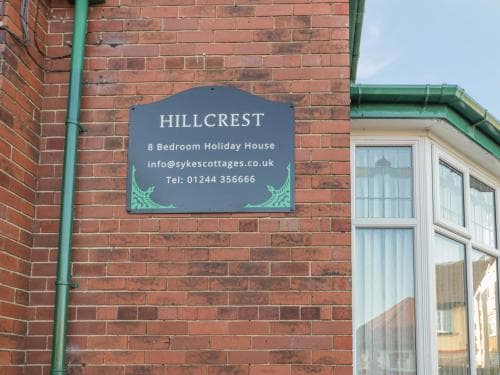 HILLCREST
8 Bedroom Holiday House
info@sykescottages.co.uk
Tel: 01244 356666